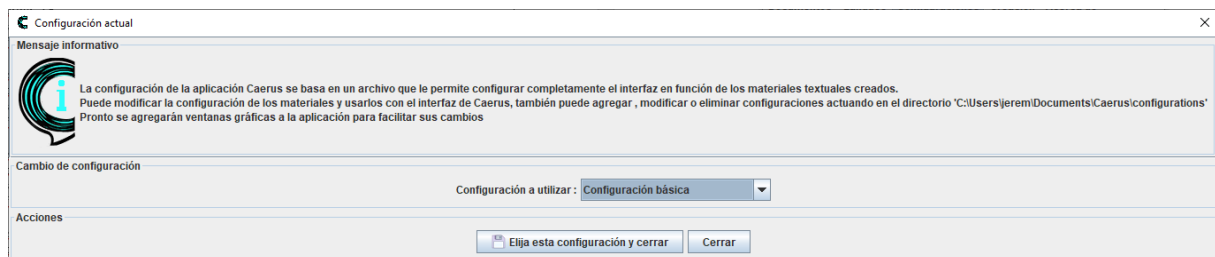 Configuración actual
Mensaje informativo
La configuración de la aplicación Caerus se basa en un archivo que le permite configurar completamente el interfaz en función de los materiales textuales creados.
Puede modificar la configuración de los materiales y usarlos con el interfaz de Caerus, también puede agregar , modificar o eliminar configuraciones actuando en el directorio 'C:\Users\jerem\Documents\Caerus\configurations'
Pronto se agregarán ventanas gráficas a la aplicación para facilitar sus cambios
Cambio de configuración
Configuración a utilizar : Configuración bàsica
Acciones
Elija esta configuración y cerrar Cerrar